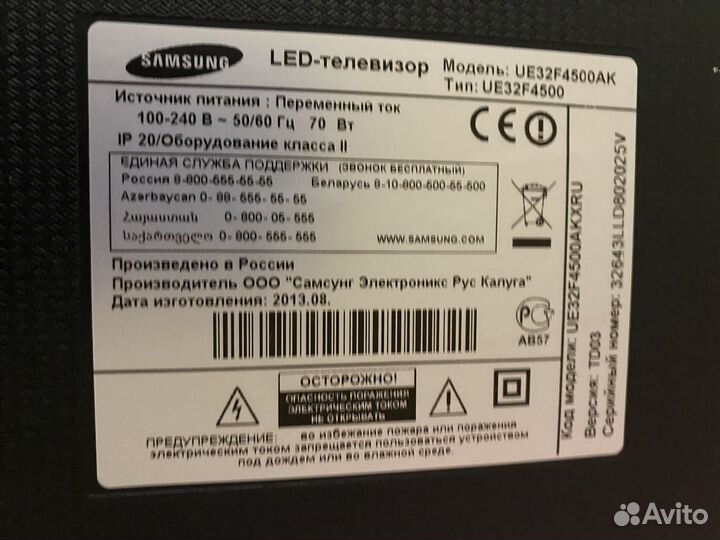 SAMSUNG
LED-телевизор
Модель: UE32F4500AK
Тип: UE32F4500
Источник питания : Переменный ток
100-240 В ~ 50/60 Гц 70 Вт
IP 20/Оборудование класса II
ЕДИНАЯ СЛУЖБА ПОДДЕРЖКИ (ЗВОНОК БЕСПЛАТНЫЙ)
Россия 8-800-555-55-55 Беларусь 8-10-800-500-55-500
Azerbaycan 0-88-555-55-55
Հայաստան 0-800-05-555
საქართველო 0-800-555-555
WWW.SAMSUNG.COM
Произведено в России
Производитель ООО "Самсунг Электроникс Рус Калуга"
Дата изготовления: 2013.08.
CE
РС
АВ57
ОСТОРОЖНО!
ОПАСНОСТЬ ПОРАЖЕНИЯ
ЭЛЕКТРИЧЕСКИМ ТОКОМ
НЕ ОТКРЫВАТЬ
ПРЕДУПРЕЖДЕНИЕ: во избежание пожара или поражения
электрическим током запрещается пользоваться устройством
под дождем или во влажной среде.
Код модели: UE32F4500AKXRU
Версия: TD03
Серийный номер: 32643LLD802025V
Avito